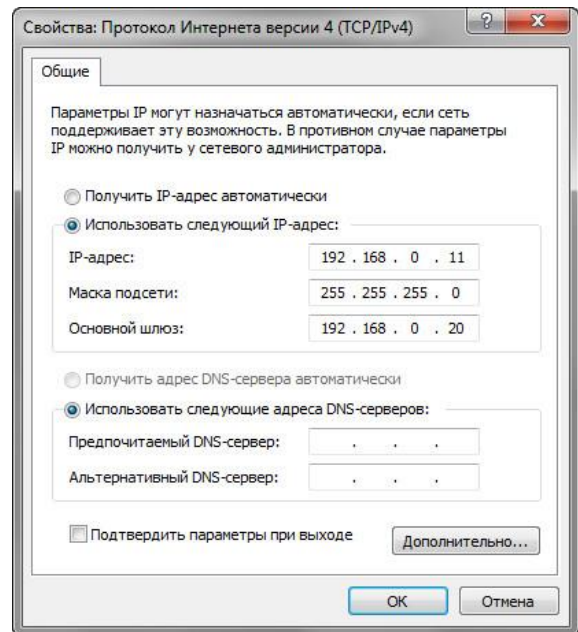 Свойства: Протокол Интернета версии 4 (TCP/IPv4)
Общие
Параметры IP могут назначаться автоматически, если сеть
поддерживает эту возможность. В противном случае параметры
IP можно получить у сетевого администратора.
Получить IP-адрес автоматически
Использовать следующий IP-адрес:
IP-адрес: 192 . 168 . 0 . 11
Маска подсети: 255 . 255 . 255 . 0
Основной шлюз: 192 . 168 . 0 . 20
Получить адрес DNS-сервера автоматически
Использовать следующие адреса DNS-серверов:
Предпочитаемый DNS-сервер: . . .
Альтернативный DNS-сервер: . . .
Подтвердить параметры при выходе
Дополнительно...
ОК Отмена